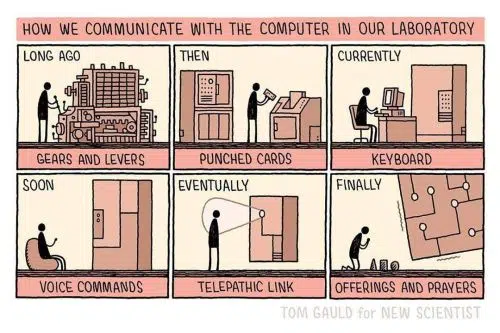 HOW WE COMMUNICATE WITH THE COMPUTER IN OUR LABORATORY
LONG AGO
GEARS AND LEVERS
THEN
PUNCHED CARDS
CURRENTLY
KEYBOARD
SOON
VOICE COMMANDS
EVENTUALLY
TELEPATHIC LINK
FINALLY
OFFERINGS AND PRAYERS
TOM GAULD for NEW SCIENTIST